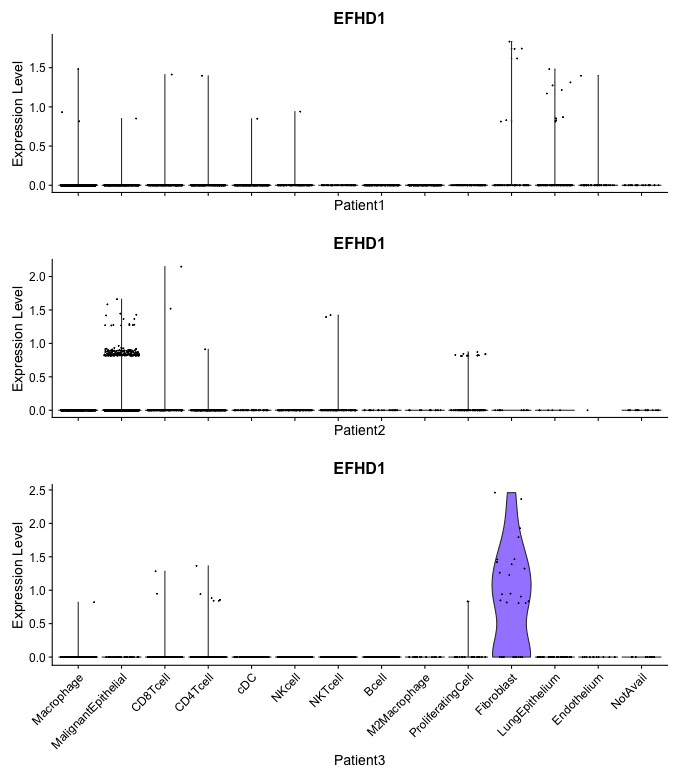 EFHD1
Expression Level
1.5
1.0
0.5
0.0
Patient1
EFHD1
Expression Level
2.0
1.5
1.0
0.5
0.0
Patient2
EFHD1
Expression Level
2.5
2.0
1.5
1.0
0.5
0.0
Macrophage
MalignantEpithelial
CD8Tcell
CD4Tcell
cDC
NKcell
NKTcell
Bcell
M2Macrophage
ProliferatingCell
Fibroblast
LungEpithelium
Endothelium
NotAvail
Patient3